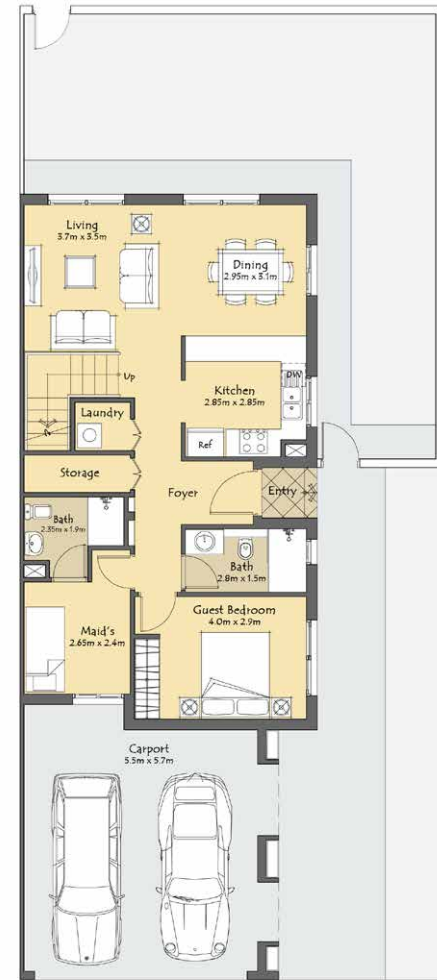 Living
3.7m x 3.5m
Dining
2.95m x 3.1m
Up
Kitchen
2.85m x 2.85m
DW
Laundry
Ref
Storage
Foyer
Entry
Bath
2.35m x 1.9m
Bath
2.8m x 1.5m
Maid's
2.65m x 2.4m
Guest Bedroom
4.0m x 2.9m
Carport
5.5m x 5.7m